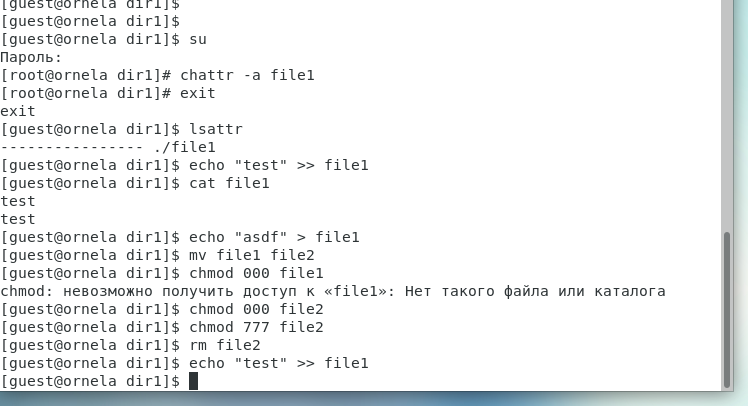 [guest@ornela dir1]$
[guest@ornela dir1]$
[guest@ornela dir1]$ su
Пароль:
[root@ornela dir1]# chattr -a file1
[root@ornela dir1]# exit
exit
[guest@ornela dir1]$ lsattr
---------------- ./file1
[guest@ornela dir1]$ echo "test" >> file1
[guest@ornela dir1]$ cat file1
test
test
[guest@ornela dir1]$ echo "asdf" > file1
[guest@ornela dir1]$ mv file1 file2
[guest@ornela dir1]$ chmod 000 file1
chmod: невозможно получить доступ к «file1»: Нет такого файла или каталога
[guest@ornela dir1]$ chmod 000 file2
[guest@ornela dir1]$ chmod 777 file2
[guest@ornela dir1]$ rm file2
[guest@ornela dir1]$ echo "test" >> file1
[guest@ornela dir1]$